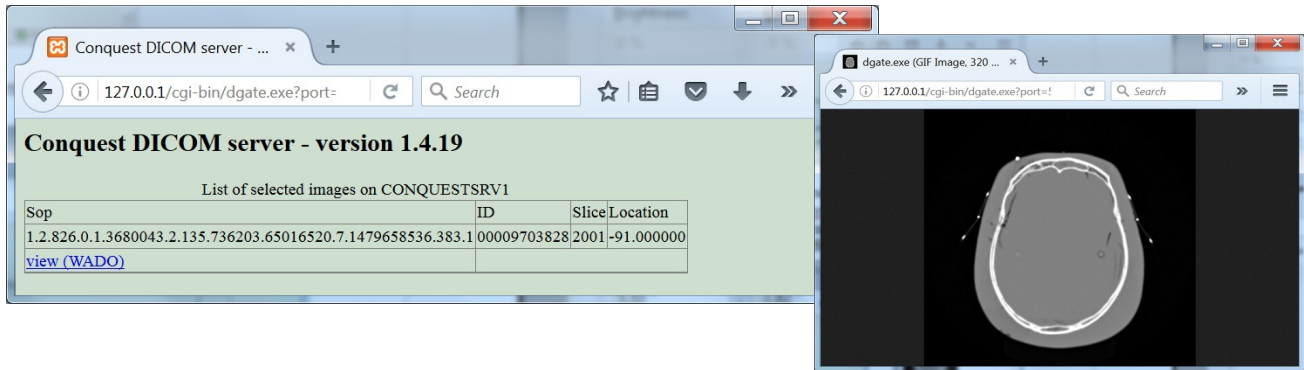 Conquest DICOM server - ...
127.0.0.1/cgi-bin/dgate.exe?port=
Search
Conquest DICOM server - version 1.4.19
List of selected images on CONQUESTSRV1
Sop ID Slice Location
1.2.826.0.1.3680043.2.135.736203.65016520.7.1479658536.383.1 00009703828 2001 -91.000000
view (WADO)
dgate.exe (GIF Image, 320 ...
127.0.0.1/cgi-bin/dgate.exe?port=!
Search